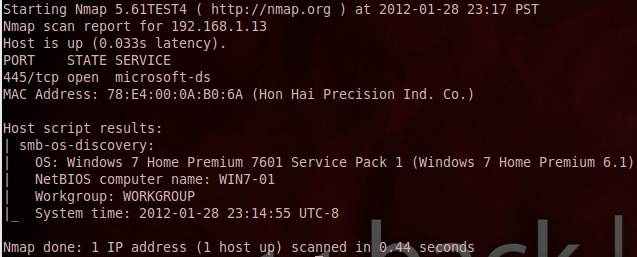 Starting Nmap 5.61TEST4 ( http://nmap.org ) at 2012-01-28 23:17 PST
Nmap scan report for 192.168.1.13
Host is up (0.033s latency).
PORT    STATE SERVICE
445/tcp open  microsoft-ds
MAC Address: 78:E4:00:0A:B0:6A (Hon Hai Precision Ind. Co.)

Host script results:
| smb-os-discovery:
|   OS: Windows 7 Home Premium 7601 Service Pack 1 (Windows 7 Home Premium 6.1)
|   NetBIOS computer name: WIN7-01
|   Workgroup: WORKGROUP
|_  System time: 2012-01-28 23:14:55 UTC-8

Nmap done: 1 IP address (1 host up) scanned in 0.44 seconds
back